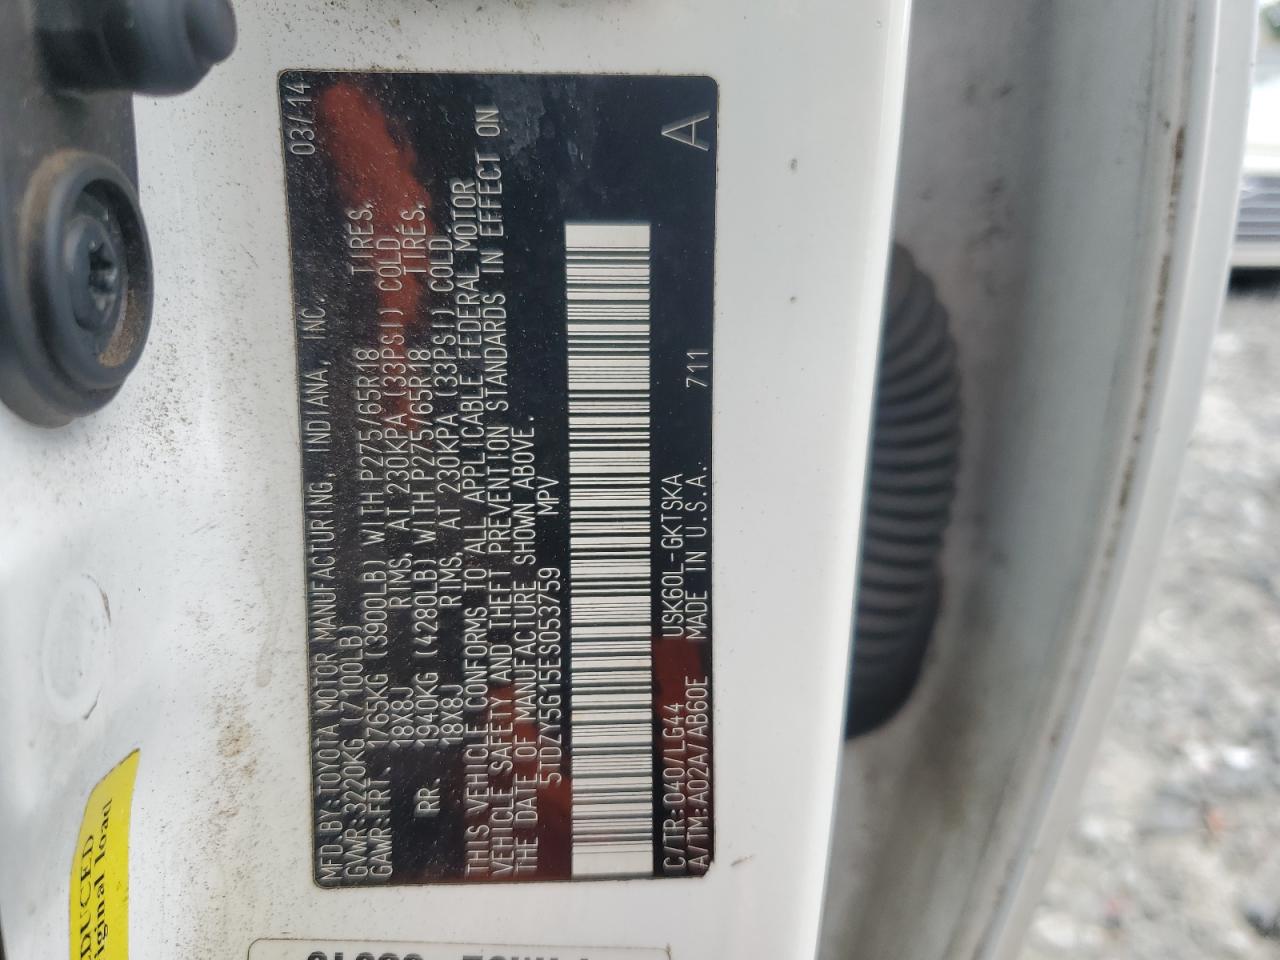 MFD. BY: TOYOTA MOTOR MANUFACTURING, INDIANA, INC. 03/14
GVWR: 3220KG (7100LB)
GAWR: FRT. 1765KG (3900LB) WITH P275/65R18 TIRES,
18X8J RIMS, AT 230KPA (33PSI) COLD
RR. 1940KG (4280LB) WITH P275/65R18 TIRES,
18X8J RIMS, AT 230KPA (33PSI) COLD
THIS VEHICLE CONFORMS TO ALL APPLICABLE FEDERAL MOTOR
VEHICLE SAFETY AND THEFT PREVENTION STANDARDS IN EFFECT ON
THE DATE OF MANUFACTURE SHOWN ABOVE.
5TDZY5G15ES053759 MPV
C/TR: 040/LG44 USK60L-GKTSKA
A/TM: A02A/AB60E MADE IN U.S.A. 711 A
DUCED
iginal load